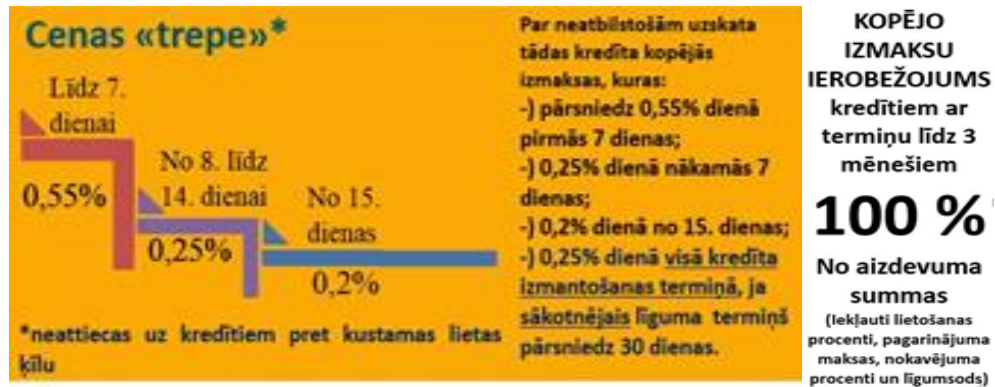 Cenas «trepe»*
Līdz 7.
dienai
0,55%
No 8. līdz
14. dienai
0,25%
No 15.
dienas
0,2%
*neattiecas uz kredītiem pret kustamas lietas
ķīlu
Par neatbilstošām uzskata
tādas kredīta kopējās
izmaksas, kuras:
-) pārsniedz 0,55% dienā
pirmās 7 dienas;
-) 0,25% dienā nākamās 7
dienas;
-) 0,2% dienā no 15. dienas;
-) 0,25% dienā visā kredīta
izmantošanas termiņā, ja
sākotnējais līguma termiņš
pārsniedz 30 dienas.
KOPĒJO
IZMAKSU
IEROBEŽOJUMS
kredītiem ar
termiņu līdz 3
mēnešiem
100 %
No aizdevuma
summas
(Iekļauti lietošanas
procenti, pagarinājuma
maksas, nokavējuma
procenti un līgumsods)